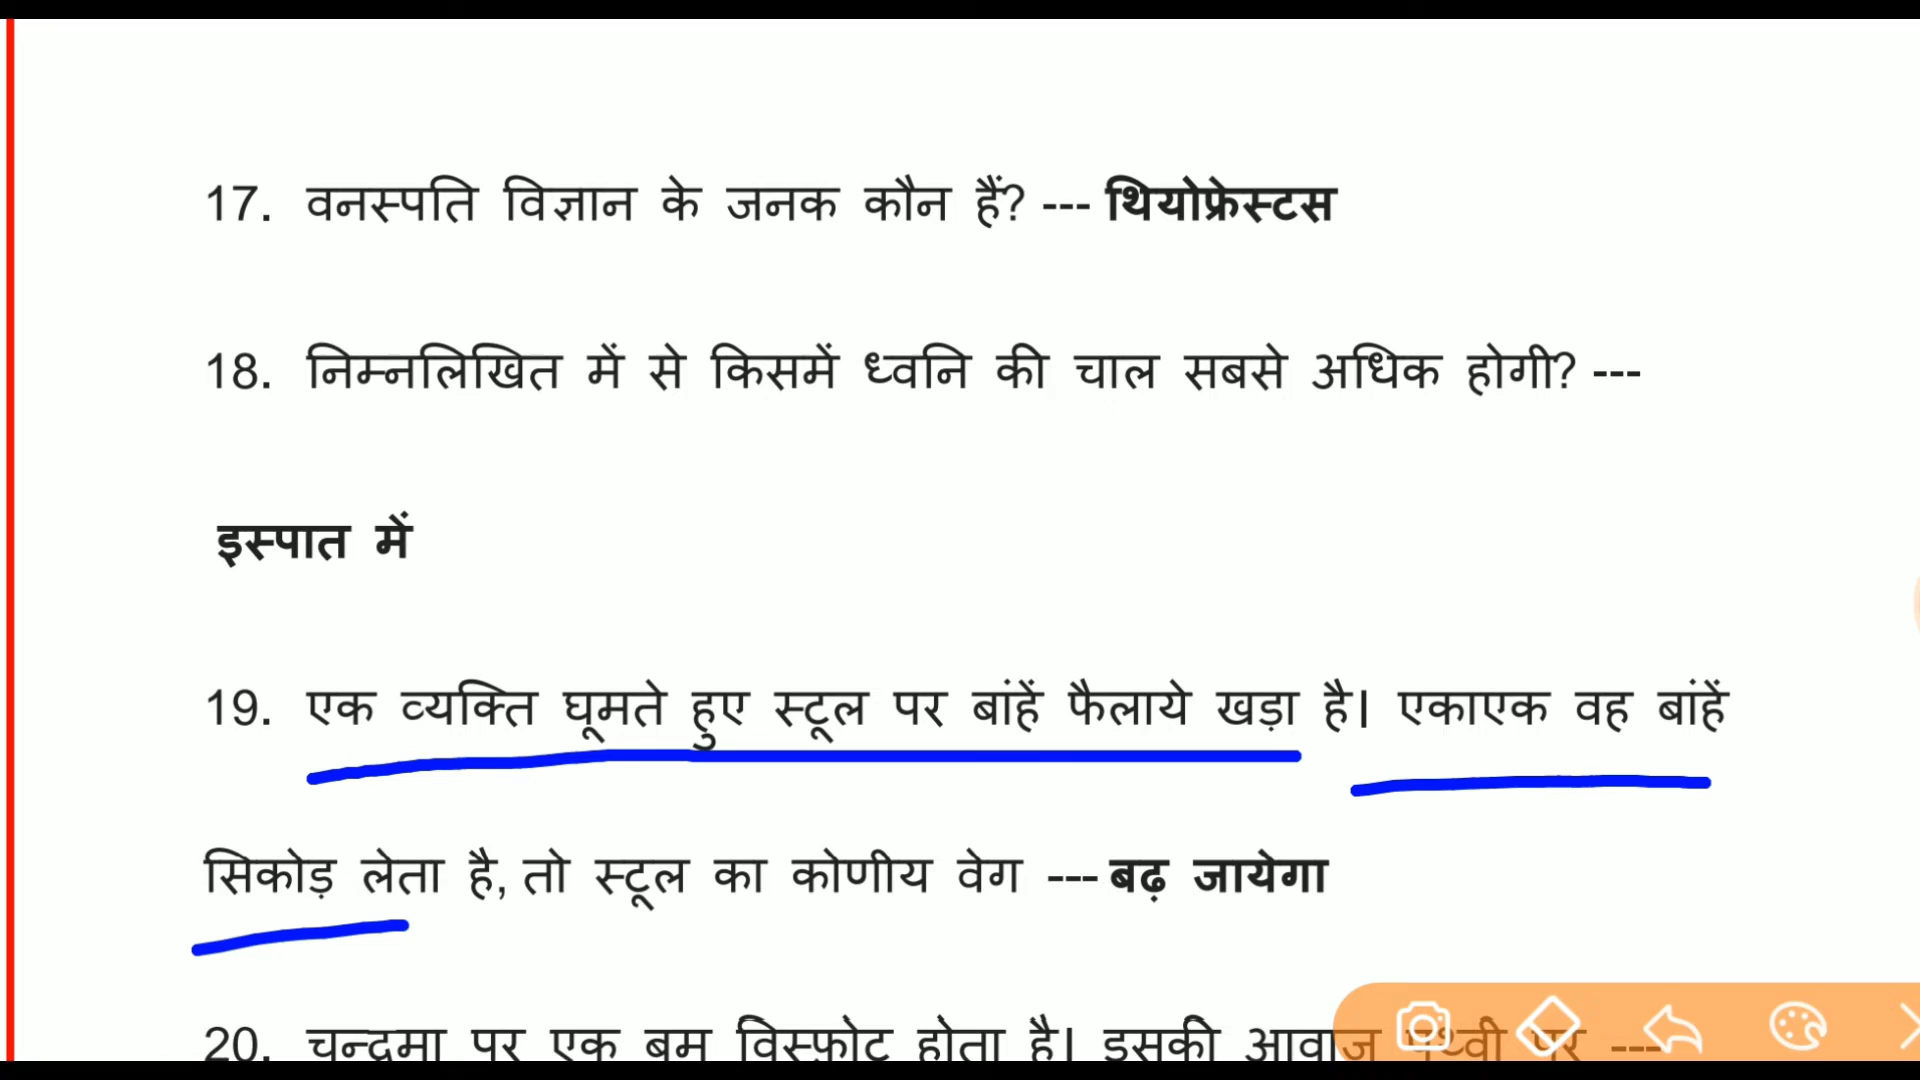 17. वनस्पति विज्ञान के जनक कौन हैं? --- थियोफ्रेस्टस
18. निम्नलिखित में से किसमें ध्वनि की चाल सबसे अधिक होगी? ---
इस्पात में
19. एक व्यक्ति घूमते हुए स्टूल पर बांहें फैलाये खड़ा है। एकाएक वह बांहें
सिकोड़ लेता है, तो स्टूल का कोणीय वेग --- बढ़ जायेगा
20. चन्द्रमा पर एक बम विस्फोट होता है। इसकी आवाज पृथ्वी पर ---